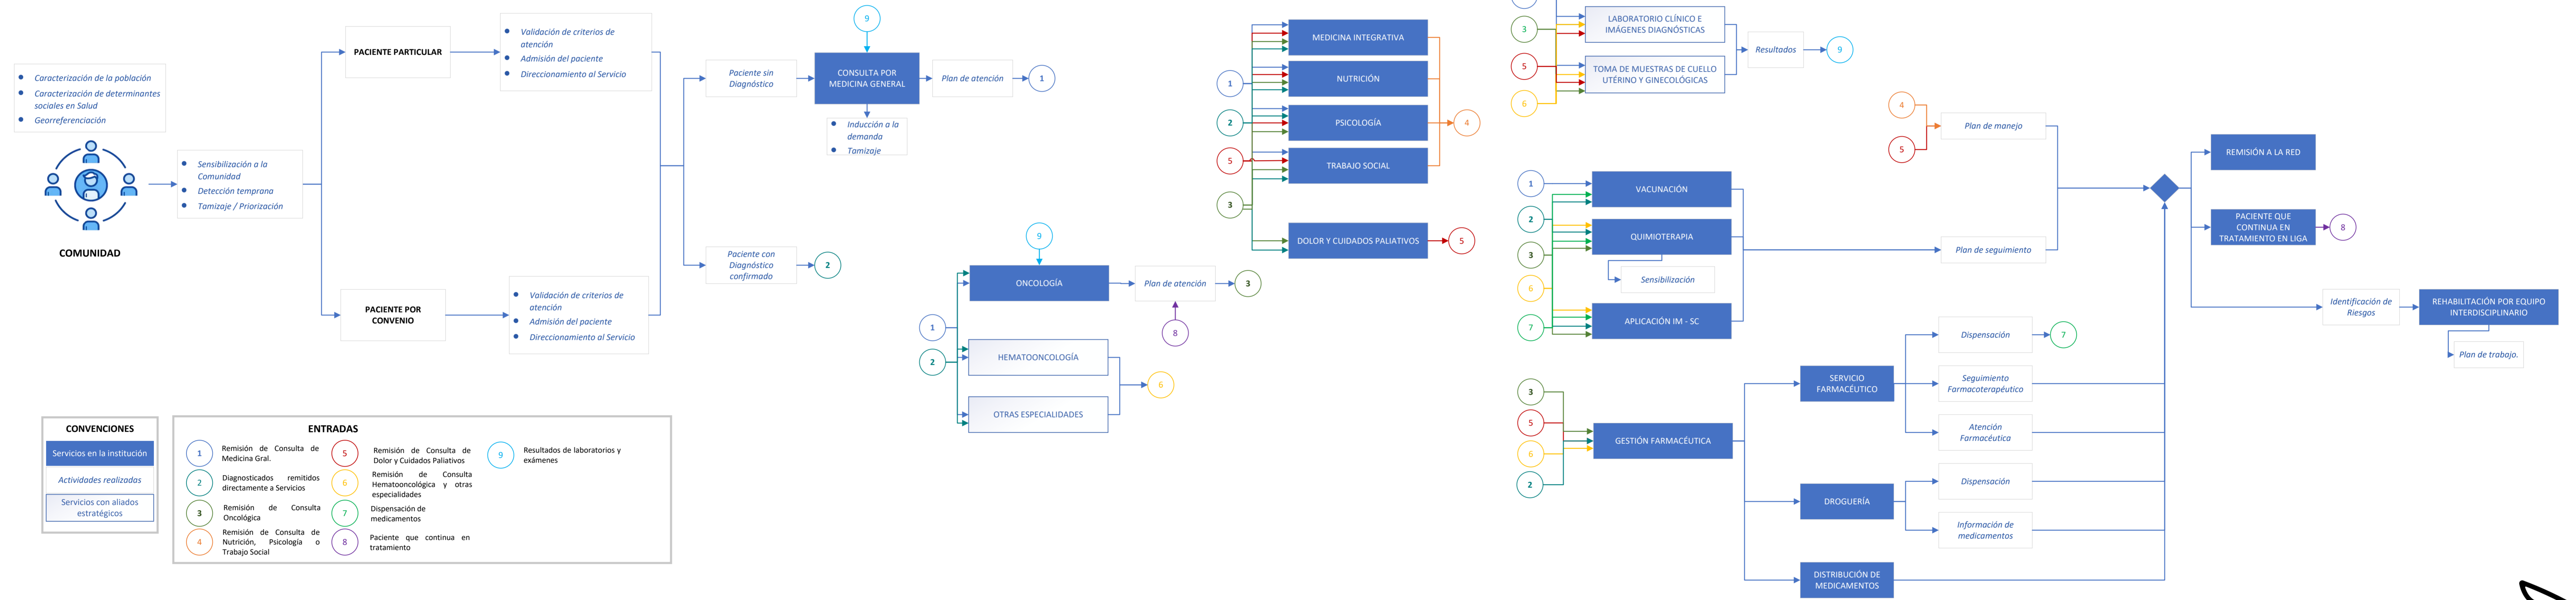 Caracterización de la población
Caracterización de determinantes
sociales en Salud
Georreferenciación
COMUNIDAD
Sensibilización a la
Comunidad
Detección temprana
Tamizaje / Priorización
PACIENTE PARTICULAR
Validación de criterios de
atención
Admisión del paciente
Direccionamiento al Servicio
PACIENTE POR
CONVENIO
Validación de criterios de
atención
Admisión del paciente
Direccionamiento al Servicio
Paciente sin
Diagnóstico
9
CONSULTA POR
MEDICINA GENERAL
Plan de atención
1
Inducción a la
demanda
Tamizaje
Paciente con
Diagnóstico
confirmado
2
9
ONCOLOGÍA
Plan de atención
3
8
1
2
HEMATOONCOLOGÍA
OTRAS ESPECIALIDADES
6
1
2
5
3
MEDICINA INTEGRATIVA
NUTRICIÓN
PSICOLOGÍA
TRABAJO SOCIAL
4
DOLOR Y CUIDADOS PALIATIVOS
5
3
5
6
LABORATORIO CLÍNICO E
IMÁGENES DIAGNÓSTICAS
TOMA DE MUESTRAS DE CUELLO
UTÉRINO Y GINECOLÓGICAS
Resultados
9
1
2
3
6
7
VACUNACIÓN
QUIMIOTERAPIA
Sensibilización
APLICACIÓN IM - SC
4
5
Plan de manejo
Plan de seguimiento
3
5
6
2
GESTIÓN FARMACÉUTICA
SERVICIO
FARMACÉUTICO
Dispensación
7
Seguimiento
Farmacoterapéutico
Atención
Farmacéutica
DROGUERÍA
Dispensación
Información de
medicamentos
DISTRIBUCIÓN DE
MEDICAMENTOS
REMISIÓN A LA RED
PACIENTE QUE
CONTINUA EN
TRATAMIENTO EN LIGA
8
Identificación de
Riesgos
REHABILITACIÓN POR EQUIPO
INTERDISCIPLINARIO
Plan de trabajo.
CONVENCIONES
Servicios en la institución
Actividades realizadas
Servicios con aliados
estratégicos
ENTRADAS
1
Remisión de Consulta de
Medicina Gral.
2
Diagnosticados remitidos
directamente a Servicios
3
Remisión de Consulta
Oncológica
4
Remisión de Consulta de
Nutrición, Psicología o
Trabajo Social
5
Remisión de Consulta de
Dolor y Cuidados Paliativos
6
Remisión de Consulta
Hematooncológica y otras
especialidades
7
Dispensación de
medicamentos
8
Paciente que continua en
tratamiento
9
Resultados de laboratorios y
exámenes